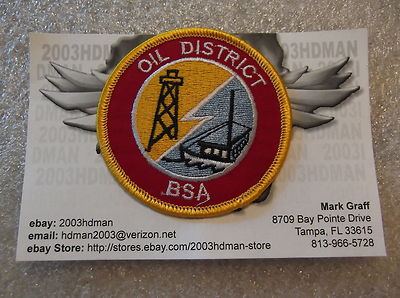 2003HDMAN
OIL DISTRICT
BSA
ebay: 2003hdman
email: hdman2003@verizon.net
ebay Store: http://stores.ebay.com/2003hdman-store
Mark Graff
8709 Bay Pointe Drive
Tampa, FL 33615
813-966-5728